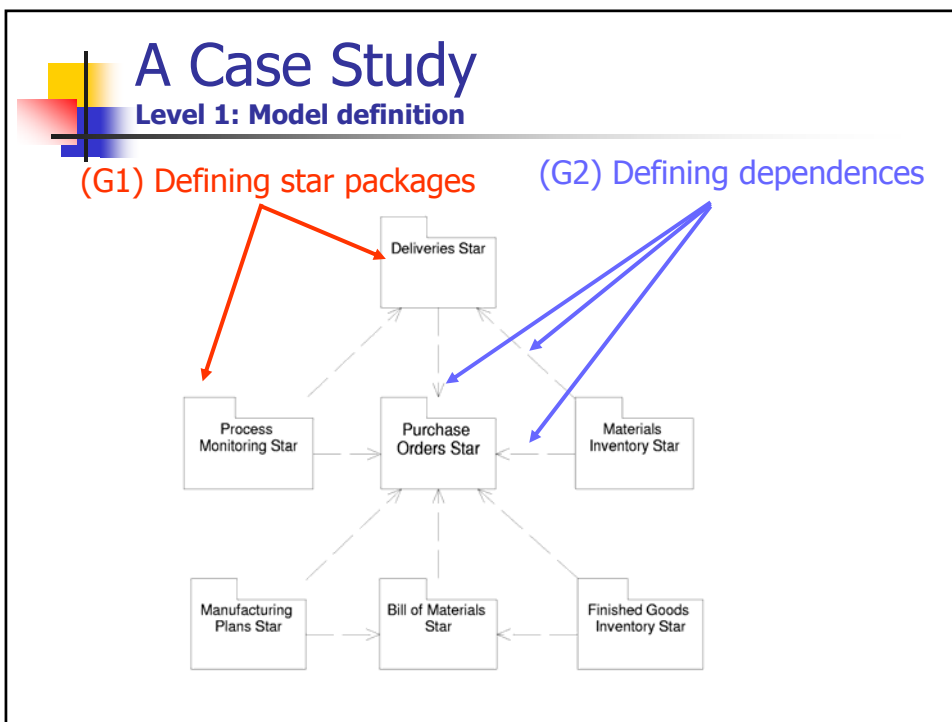 A Case Study
Level 1: Model definition
(G1) Defining star packages
(G2) Defining dependences
Deliveries Star
Process
Monitoring Star
Purchase
Orders Star
Materials
Inventory Star
Manufacturing
Plans Star
Bill of Materials
Star
Finished Goods
Inventory Star